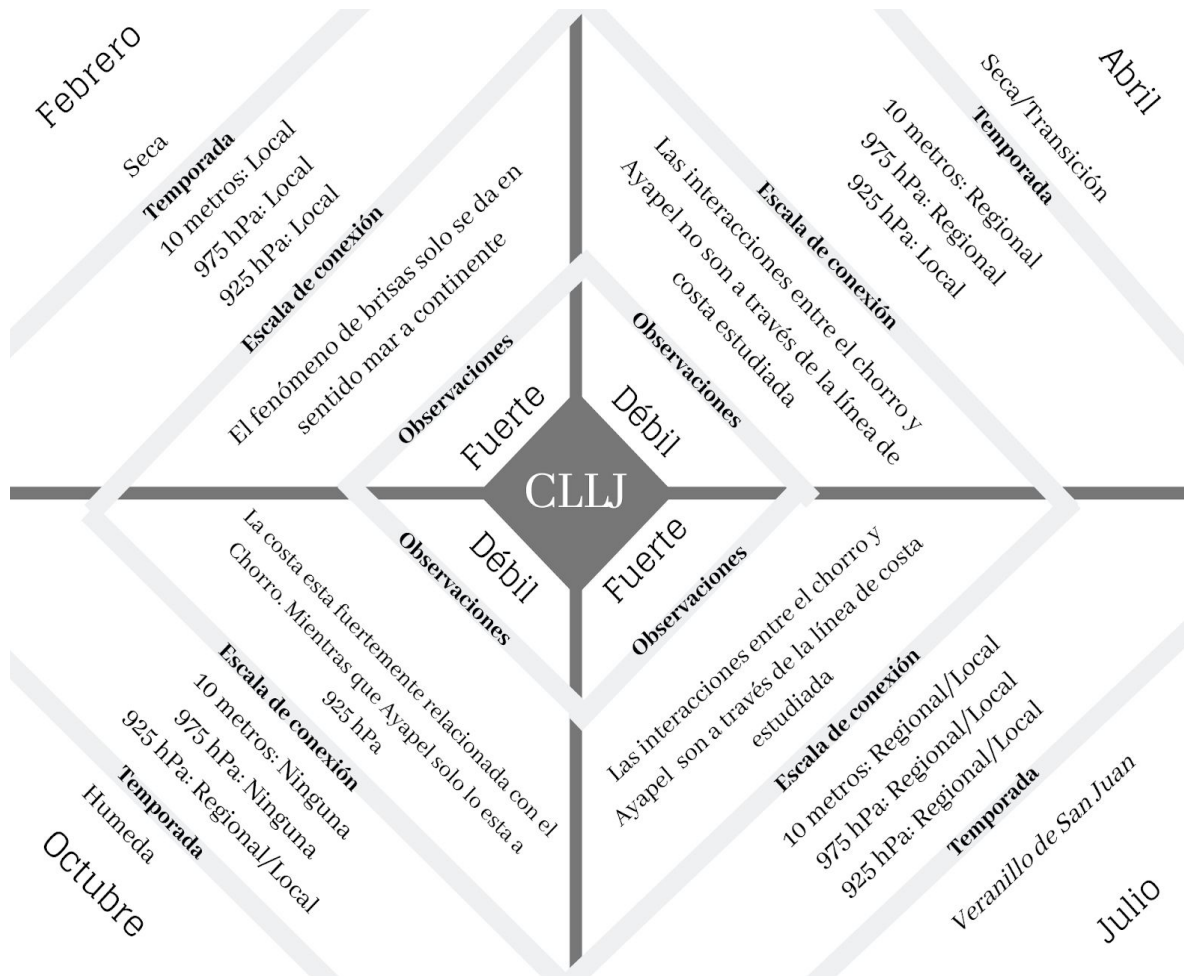 Febrero
Seca
Temporada
10 metros: Local
975 hPa: Local
925 hPa: Local
Escala de conexión
El fenómeno de brisas solo se da en
sentido mar a continente
Observaciones
Fuerte
Abril
Seca/Transición
Temporada
10 metros: Regional
975 hPa: Regional
925 hPa: Local
Escala de conexión
Las interacciones entre el chorro y
Ayapel no son a través de la línea de
costa estudiada
Observaciones
Débil
CLLJ
Débil
Observaciones
La costa esta fuertemente relacionada con el
Chorro. Mientras que Ayapel solo lo esta a
925 hPa
Escala de conexión
10 metros: Ninguna
975 hPa: Ninguna
925 hPa: Regional/Local
Temporada
Humeda
Octubre
Fuerte
Observaciones
Las interacciones entre el chorro y
Ayapel son a través de la línea de costa
estudiada
Escala de conexión
10 metros: Regional/Local
975 hPa: Regional/Local
925 hPa: Regional/Local
Temporada
Veranillo de San Juan
Julio